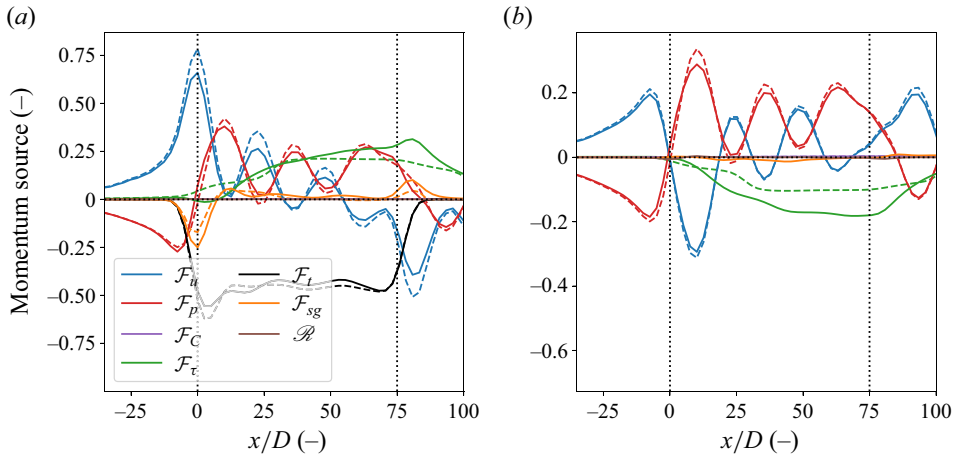 (a)
(b)
Momentum source (–)
0.75
0.50
0.25
0
−0.25
−0.50
−0.75
ℱu ℱt
ℱp ℱsg
ℱC ℛ
ℱτ
−25 0 25 50 75 100
x/D (–)
0.2
0
−0.2
−0.4
−0.6
−25 0 25 50 75 100
x/D (–)